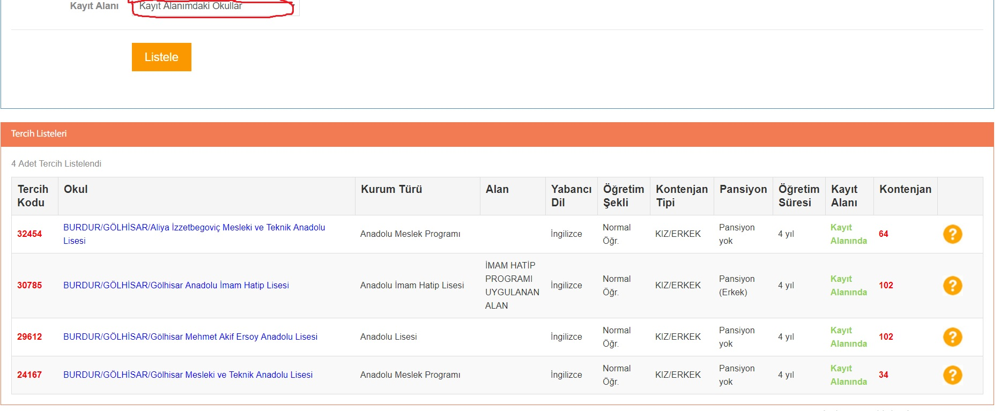 Kayıt Alanı
Kayıt Alanımdaki Okullar
Listele
Tercih Listeleri
4 Adet Tercih Listelendi
Tercih Kodu Okul Kurum Türü Alan Yabancı Dil Öğretim Şekli Kontenjan Tipi Pansiyon Öğretim Süresi Kayıt Alanı Kontenjan
32454 BURDUR/GÖLHİSAR/Aliya İzzetbegoviç Mesleki ve Teknik Anadolu Lisesi Anadolu Meslek Programı İngilizce Normal Öğr. KIZ/ERKEK Pansiyon yok 4 yıl Kayıt Alanında 64 ?
30785 BURDUR/GÖLHİSAR/Gölhisar Anadolu İmam Hatip Lisesi Anadolu İmam Hatip Lisesi İMAM HATİP PROGRAMI UYGULANAN ALAN İngilizce Normal Öğr. KIZ/ERKEK Pansiyon (Erkek) 4 yıl Kayıt Alanında 102 ?
29612 BURDUR/GÖLHİSAR/Gölhisar Mehmet Akif Ersoy Anadolu Lisesi Anadolu Lisesi İngilizce Normal Öğr. KIZ/ERKEK Pansiyon yok 4 yıl Kayıt Alanında 102 ?
24167 BURDUR/GÖLHİSAR/Gölhisar Mesleki ve Teknik Anadolu Lisesi Anadolu Meslek Programı İngilizce Normal Öğr. KIZ/ERKEK Pansiyon yok 4 yıl Kayıt Alanında 34 ?